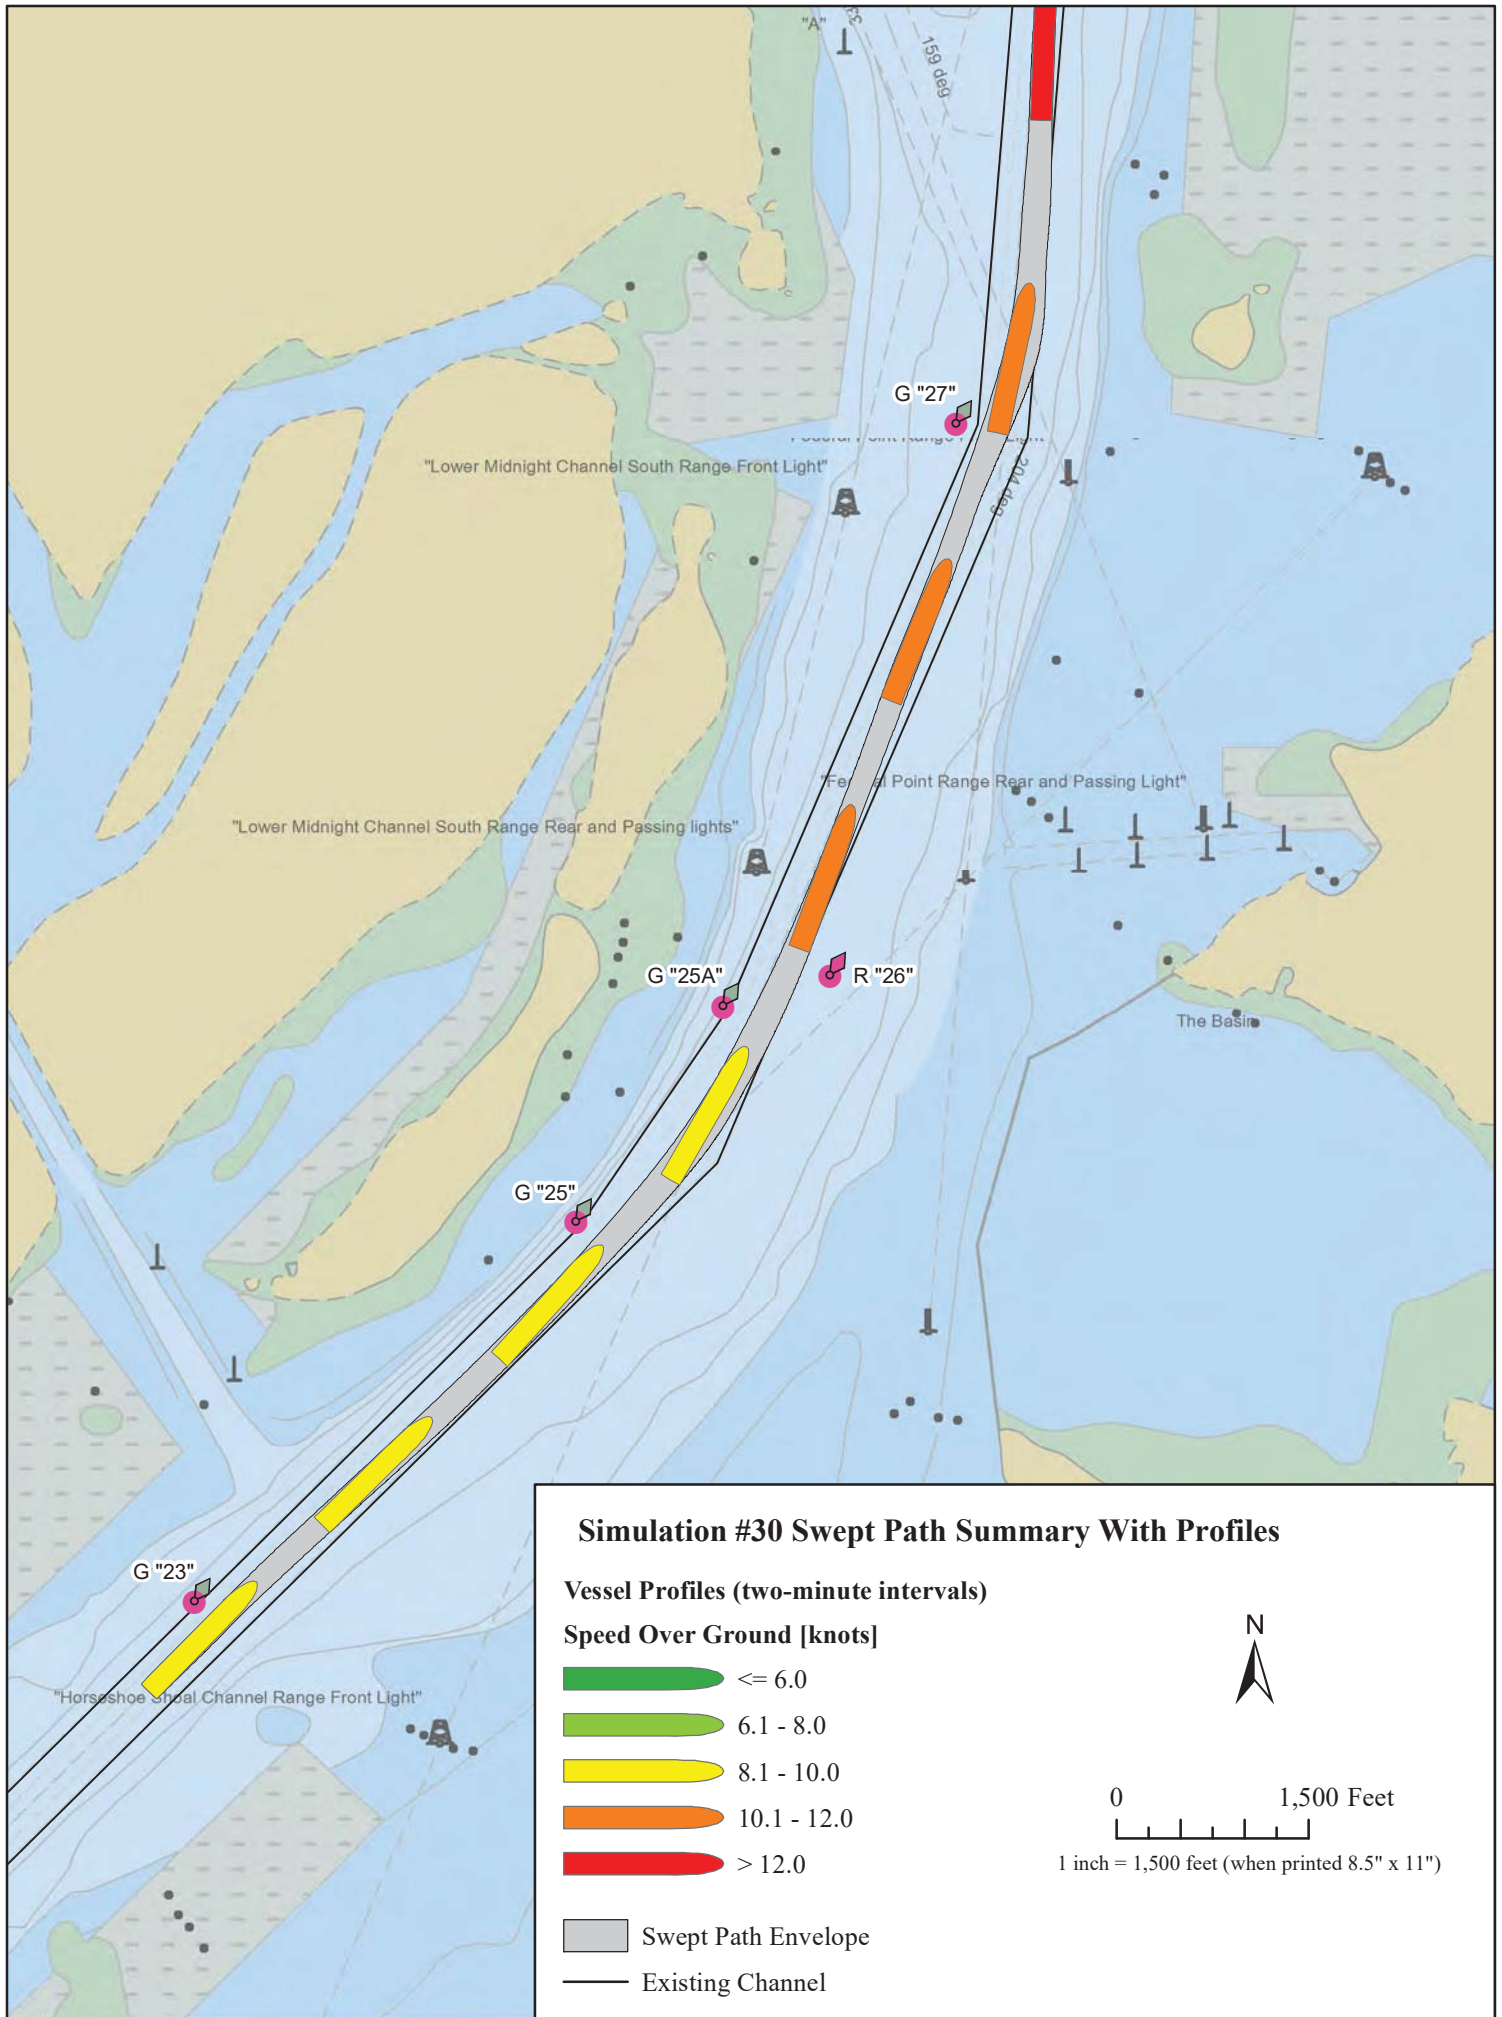 "A"
33
159 deg
G "27"
"Lower Midnight Channel South Range Front Light"
204 deg
"Lower Midnight Channel South Range Rear and Passing lights"
Point Range Rear and Passing Light"
G "25A"
R "26"
The Basin
G "25"
G "23"
"Horseshoe Shoal Channel Range Front Light"
Simulation #30 Swept Path Summary With Profiles
Vessel Profiles (two-minute intervals)
Speed Over Ground [knots]
<= 6.0
6.1 - 8.0
8.1 - 10.0
10.1 - 12.0
> 12.0
Swept Path Envelope
Existing Channel
N
0 1,500 Feet
1 inch = 1,500 feet (when printed 8.5" x 11")